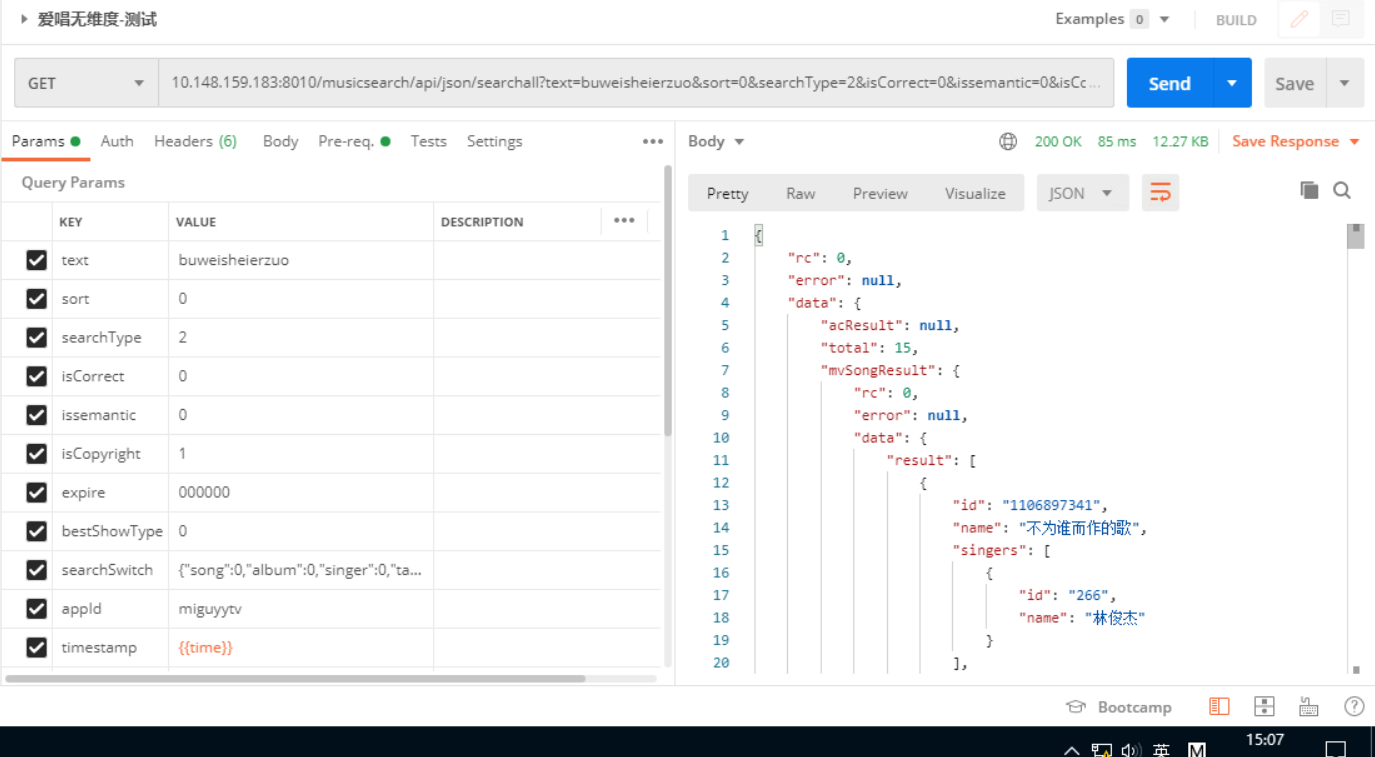 爱唱无维度-测试
Examples 0 BUILD
GET 10.148.159.183:8010/musicsearch/api/json/searchall?text=buweisheierzuo&sort=0&searchType=2&isCorrect=0&issemantic=0&isCc... Send Save
Params Auth Headers (6) Body Pre-req. Tests Settings
Query Params
KEY VALUE DESCRIPTION
text buweisheierzuo
sort 0
searchType 2
isCorrect 0
issemantic 0
isCopyright 1
expire 000000
bestShowType 0
searchSwitch {"song":0,"album":0,"singer":0,"ta...
appId miguyytv
timestamp {{time}}
Body 200 OK 85 ms 12.27 KB Save Response
Pretty Raw Preview Visualize JSON
1 {
2 "rc": 0,
3 "error": null,
4 "data": {
5 "acResult": null,
6 "total": 15,
7 "mvSongResult": {
8 "rc": 0,
9 "error": null,
10 "data": {
11 "result": [
12 {
13 "id": "1106897341",
14 "name": "不为谁而作的歌",
15 "singers": [
16 {
17 "id": "266",
18 "name": "林俊杰"
19 }
20 ],
Bootcamp
英 M 15:07